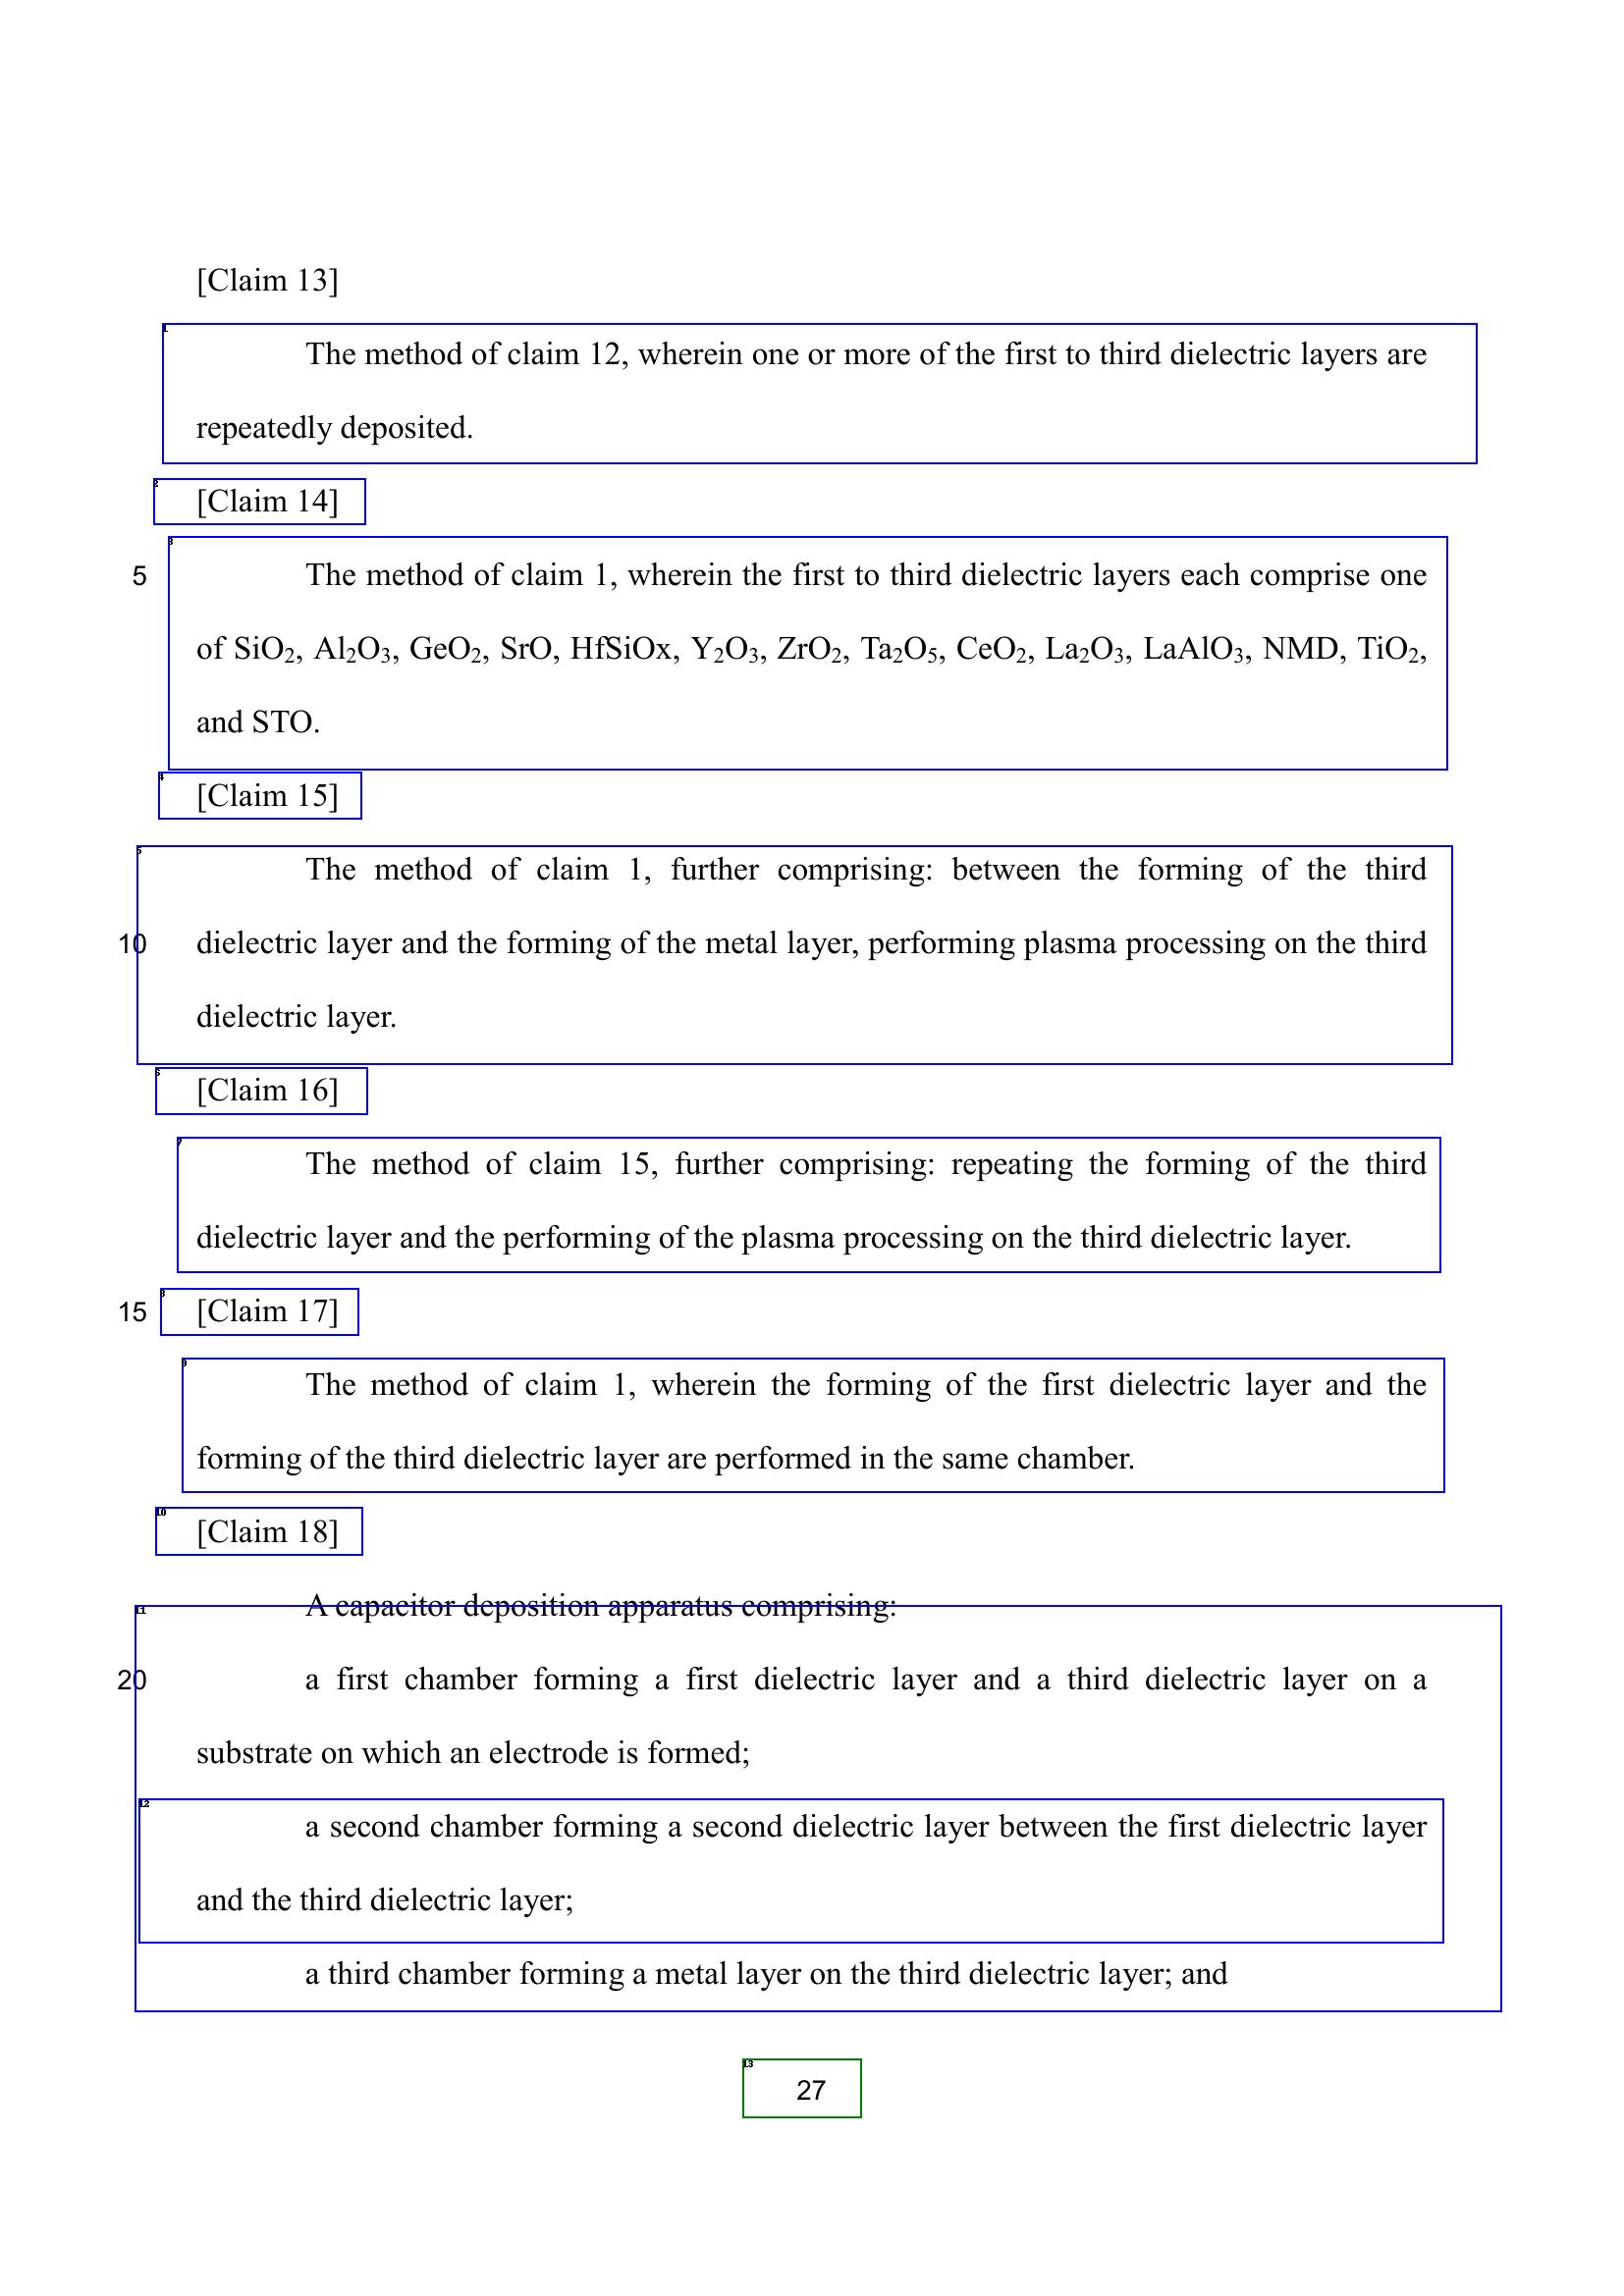 [Claim 13]
The method of claim 12, wherein one or more of the first to third dielectric layers are
repeatedly deposited.
[Claim 14]
5 The method of claim 1, wherein the first to third dielectric layers each comprise one
of SiO₂, Al₂O₃, GeO₂, SrO, HfSiOx, Y₂O₃, ZrO₂, Ta₂O₅, CeO₂, La₂O₃, LaAlO₃, NMD, TiO₂,
and STO.
[Claim 15]
The method of claim 1, further comprising: between the forming of the third
10 dielectric layer and the forming of the metal layer, performing plasma processing on the third
dielectric layer.
[Claim 16]
The method of claim 15, further comprising: repeating the forming of the third
dielectric layer and the performing of the plasma processing on the third dielectric layer.
15 [Claim 17]
The method of claim 1, wherein the forming of the first dielectric layer and the
forming of the third dielectric layer are performed in the same chamber.
[Claim 18]
A capacitor deposition apparatus comprising:
20 a first chamber forming a first dielectric layer and a third dielectric layer on a
substrate on which an electrode is formed;
a second chamber forming a second dielectric layer between the first dielectric layer
and the third dielectric layer;
a third chamber forming a metal layer on the third dielectric layer; and
27